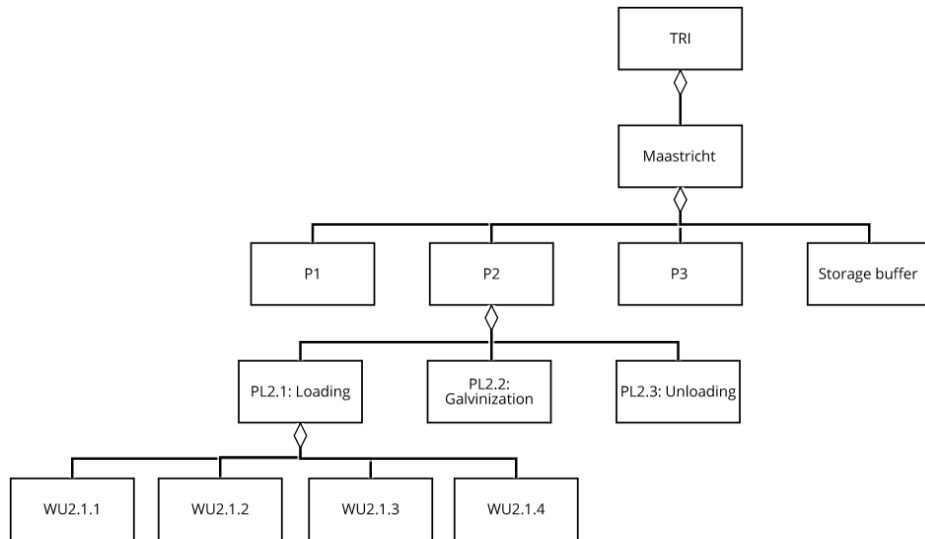 TRI
Maastricht
P1
P2
P3
Storage buffer
PL2.1: Loading
PL2.2:
Galvinization
PL2.3: Unloading
WU2.1.1
WU2.1.2
WU2.1.3
WU2.1.4